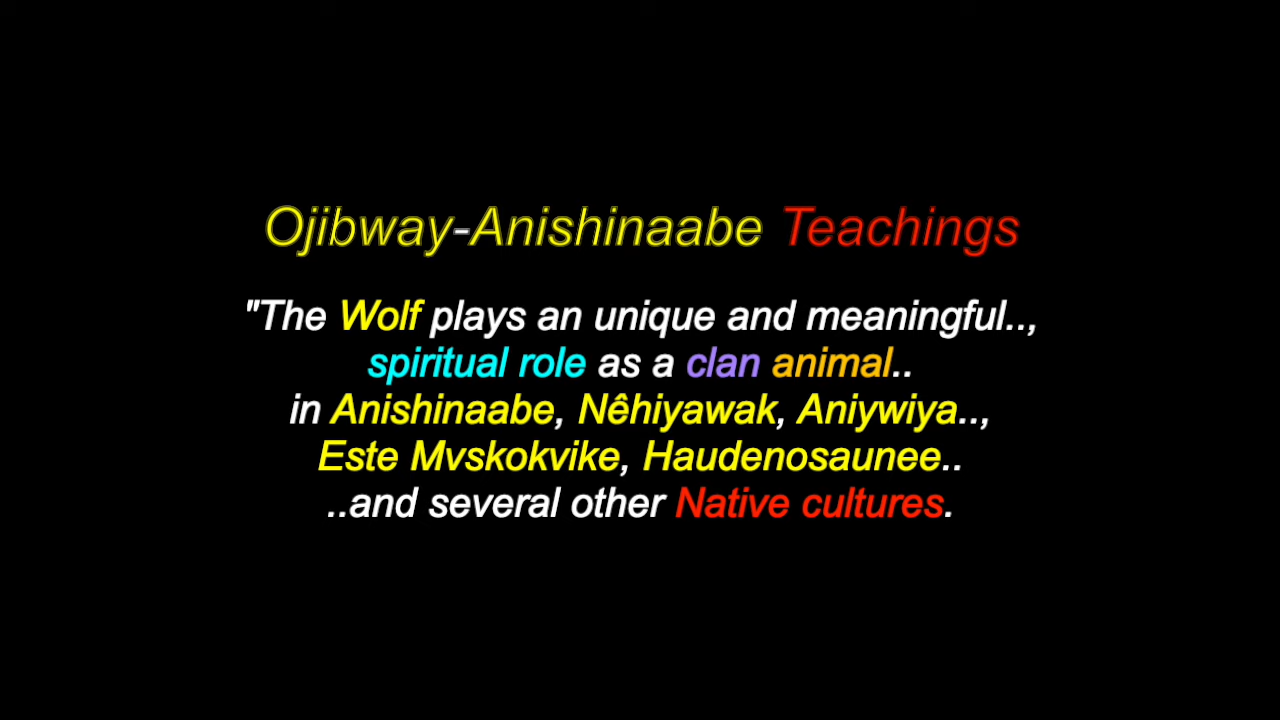 Ojibway-Anishinaabe Teachings
"The Wolf plays an unique and meaningful..,
spiritual role as a clan animal..
in Anishinaabe, Nêhiyawak, Aniywiya..,
Este Mvskokvike, Haudenosaunee..
..and several other Native cultures.